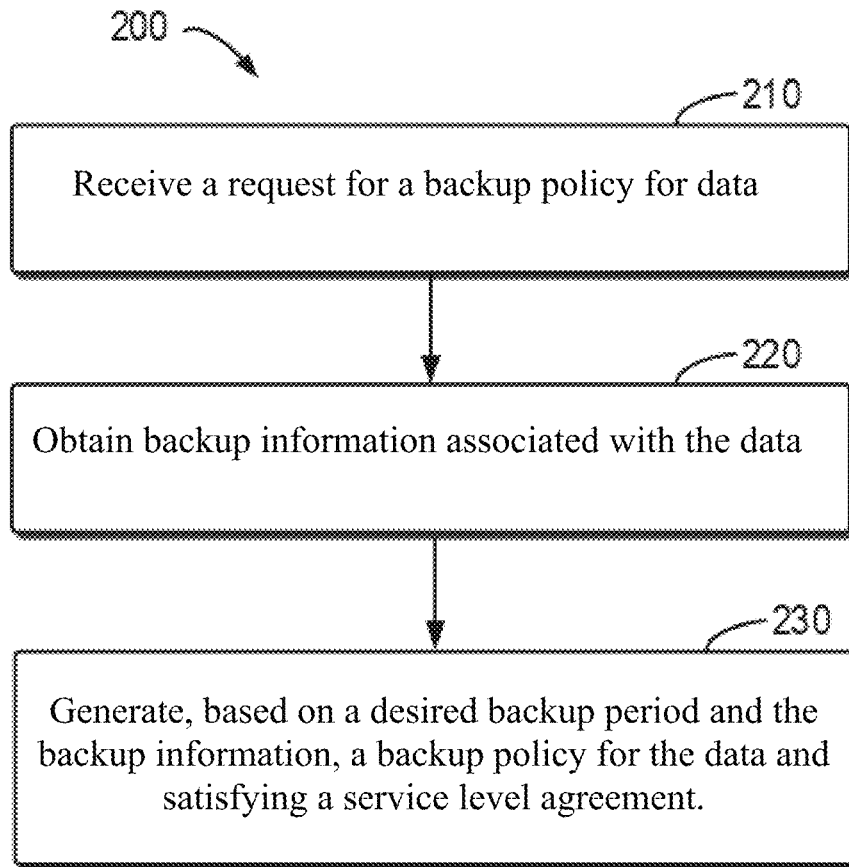 200
210
Receive a request for a backup policy for data
220
Obtain backup information associated with the data
230
Generate, based on a desired backup period and the
backup information, a backup policy for the data and
satisfying a service level agreement.